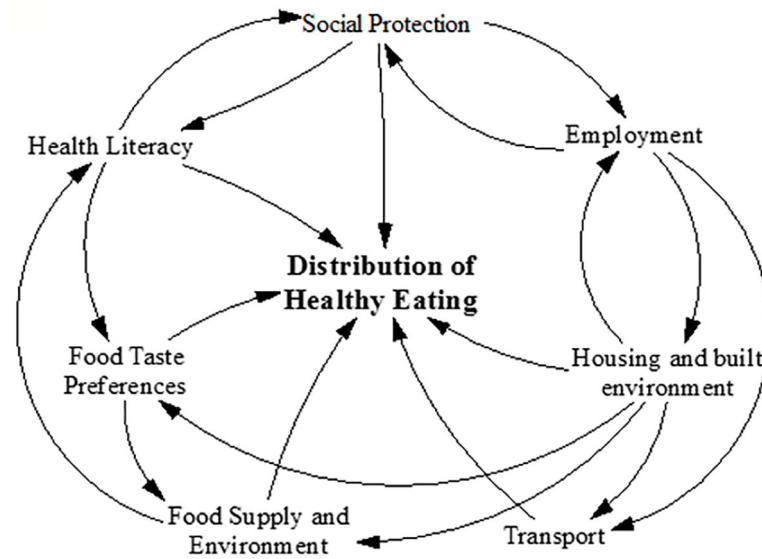 Social Protection
Health Literacy
Employment
Distribution of
Healthy Eating
Food Taste
Preferences
Housing and built
environment
Food Supply and
Environment
Transport